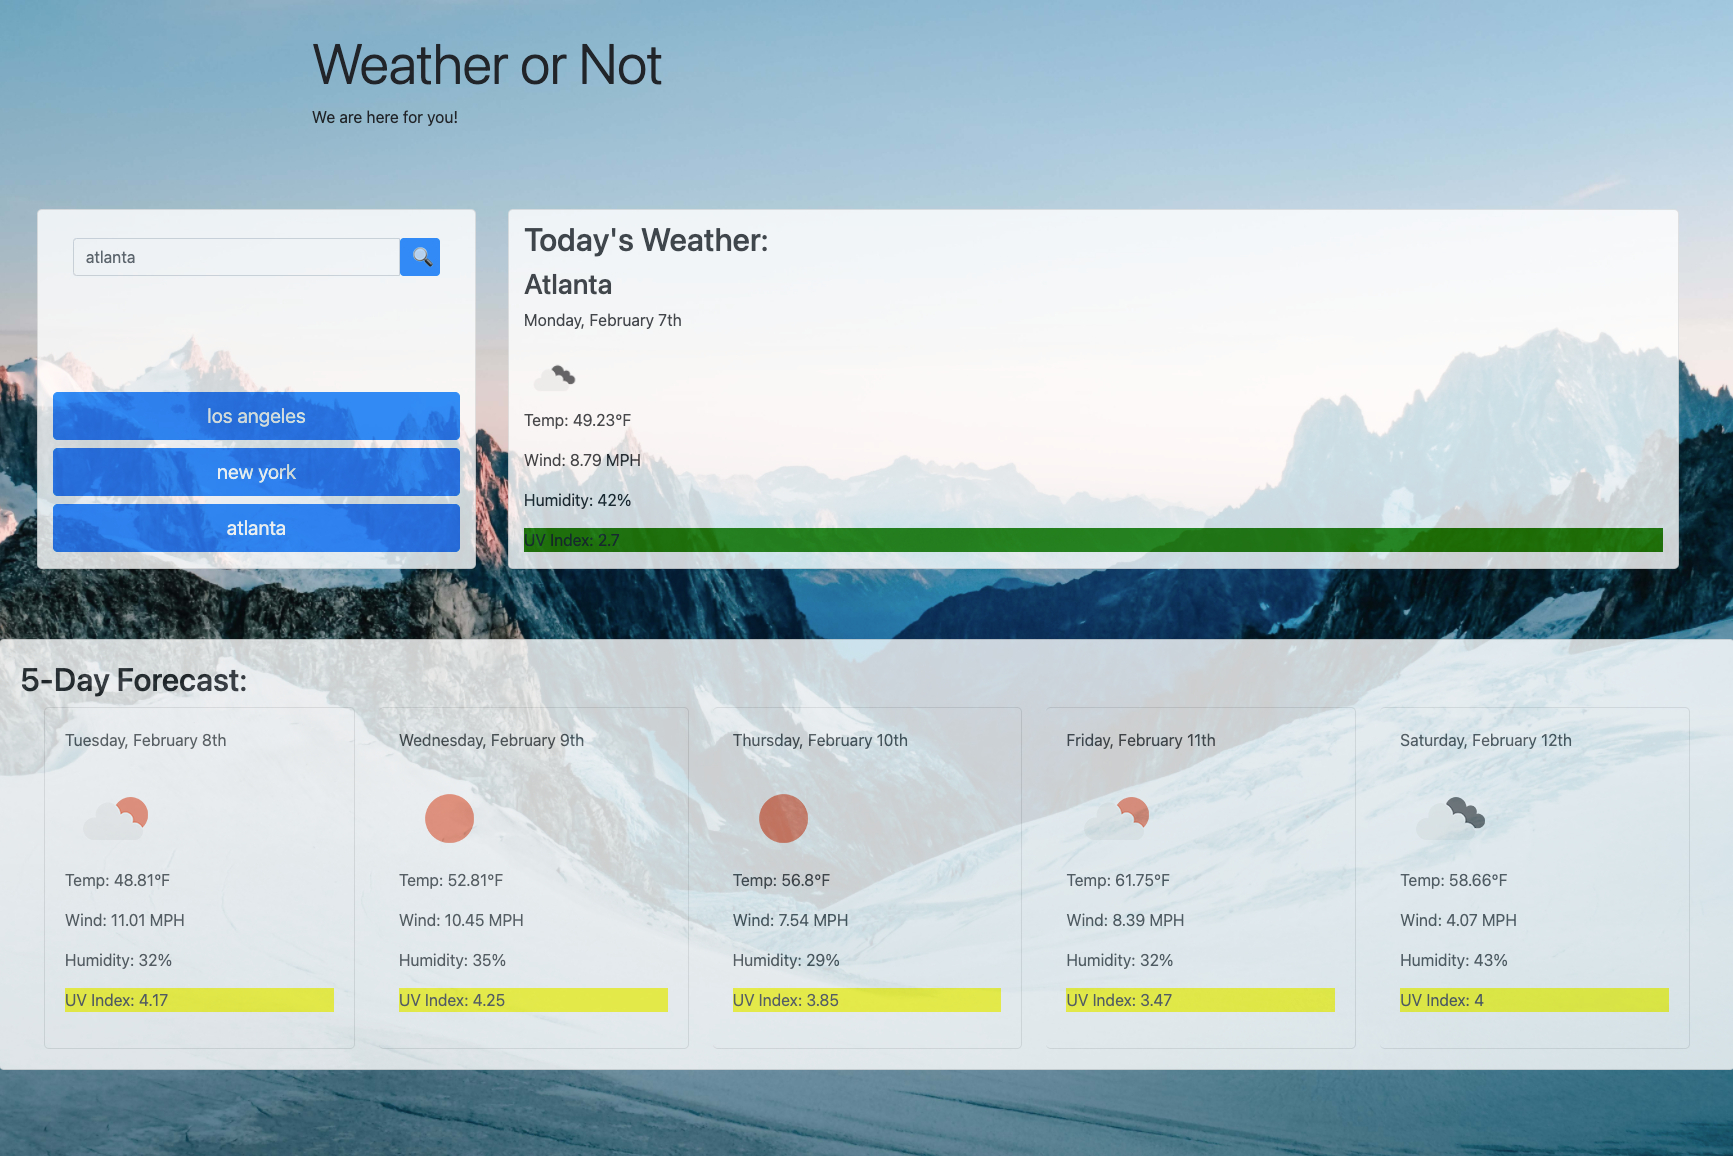 Weather or Not
We are here for you!
atlanta
los angeles
new york
atlanta
Today's Weather:
Atlanta
Monday, February 7th
Temp: 49.23°F
Wind: 8.79 MPH
Humidity: 42%
UV Index: 2.7
5-Day Forecast:
Tuesday, February 8th
Temp: 48.81°F
Wind: 11.01 MPH
Humidity: 32%
UV Index: 4.17
Wednesday, February 9th
Temp: 52.81°F
Wind: 10.45 MPH
Humidity: 35%
UV Index: 4.25
Thursday, February 10th
Temp: 56.8°F
Wind: 7.54 MPH
Humidity: 29%
UV Index: 3.85
Friday, February 11th
Temp: 61.75°F
Wind: 8.39 MPH
Humidity: 32%
UV Index: 3.47
Saturday, February 12th
Temp: 58.66°F
Wind: 4.07 MPH
Humidity: 43%
UV Index: 4